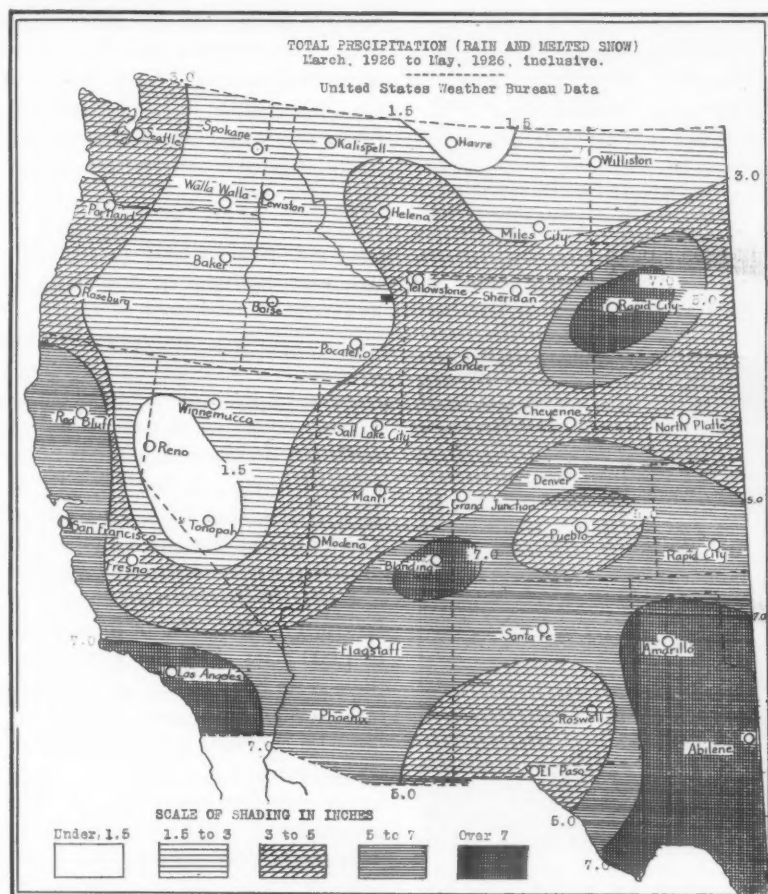 TOTAL PRECIPITATION (RAIN AND MELTED SNOW)
March, 1926 to May, 1926, inclusive.
United States Weather Bureau Data
3.0
1.5
1.5
Seattle
Spokane
Kalispell
Havre
Williston
3.0
Walla Walla
Lewiston
Portland
Helena
Miles City
Baker
Yellowstone
Sheridan
7.0
5.0
Roseburg
Boise
Rapid City
Pocatello
Lander
Winnemucca
Cheyenne
North Platte
Red Bluff
Salt Lake City
Reno
1.5
Denver
Manti
Grand Junction
5.0
San Francisco
Tonopah
Pueblo
5.0
Modena
Rapid City
Fresno
Blanding
7.0
7.0
7.0
Flagstaff
Santa Fe
Amarillo
Los Angeles
Phoenix
Roswell
7.0
Abilene
El Paso
5.0
5.0
7.0
SCALE OF SHADING IN INCHES
Under 1.5
1.5 to 3
3 to 5
5 to 7
Over 7